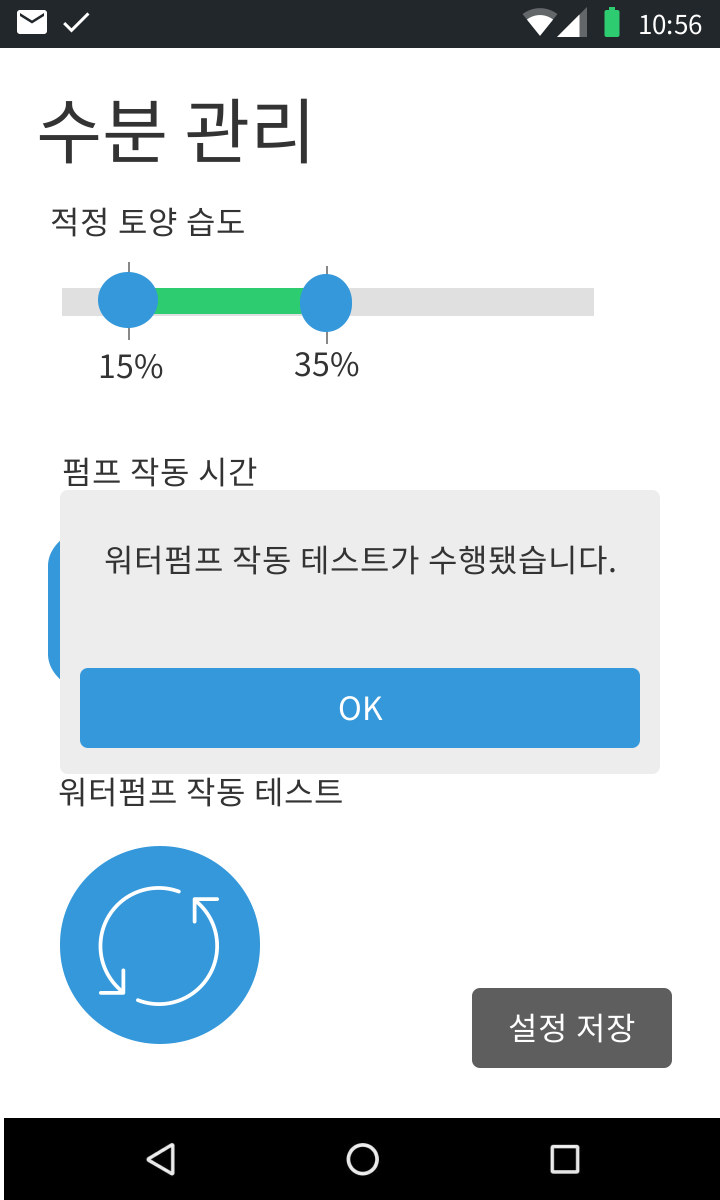 10:56
수분 관리
적정 토양 습도
15%
35%
펌프 작동 시간
워터펌프 작동 테스트가 수행됐습니다.
OK
워터펌프 작동 테스트
설정 저장